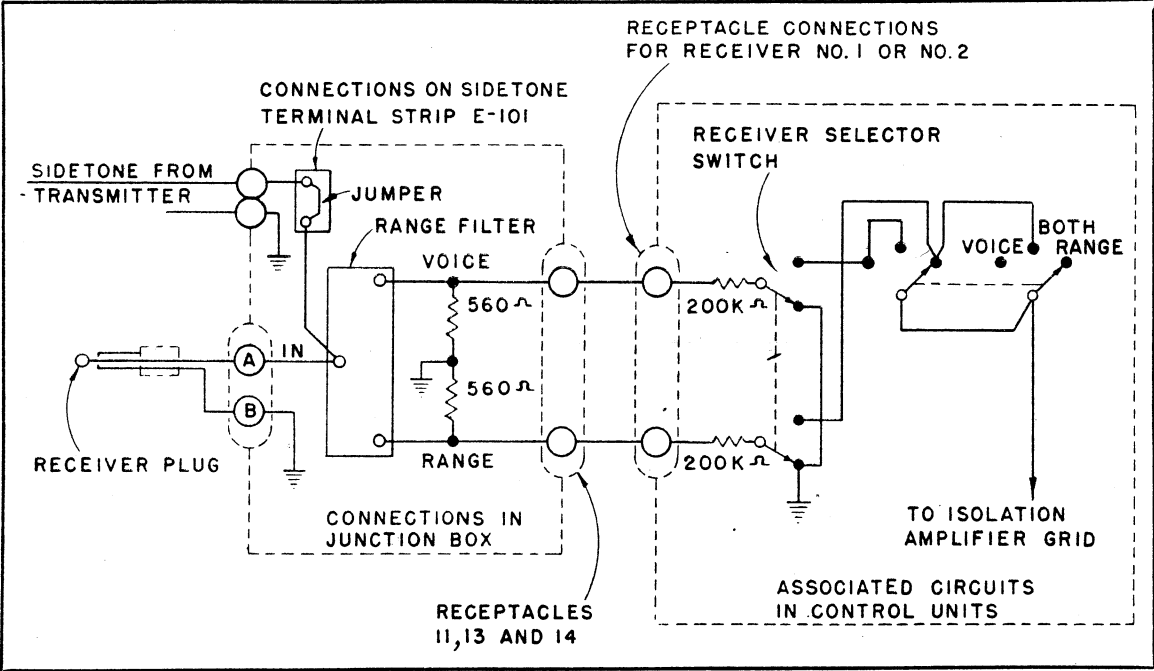 RECEPTACLE CONNECTIONS
FOR RECEIVER NO. 1 OR NO. 2
CONNECTIONS ON SIDETONE
TERMINAL STRIP E-101
RECEIVER SELECTOR
SWITCH
SIDETONE FROM
TRANSMITTER
JUMPER
RANGE FILTER
VOICE
BOTH
VOICE
RANGE
560 Ω
200K Ω
A
IN
560 Ω
B
RECEIVER PLUG
RANGE
200K Ω
CONNECTIONS IN
JUNCTION BOX
TO ISOLATION
AMPLIFIER GRID
ASSOCIATED CIRCUITS
IN CONTROL UNITS
RECEPTACLES
11, 13 AND 14